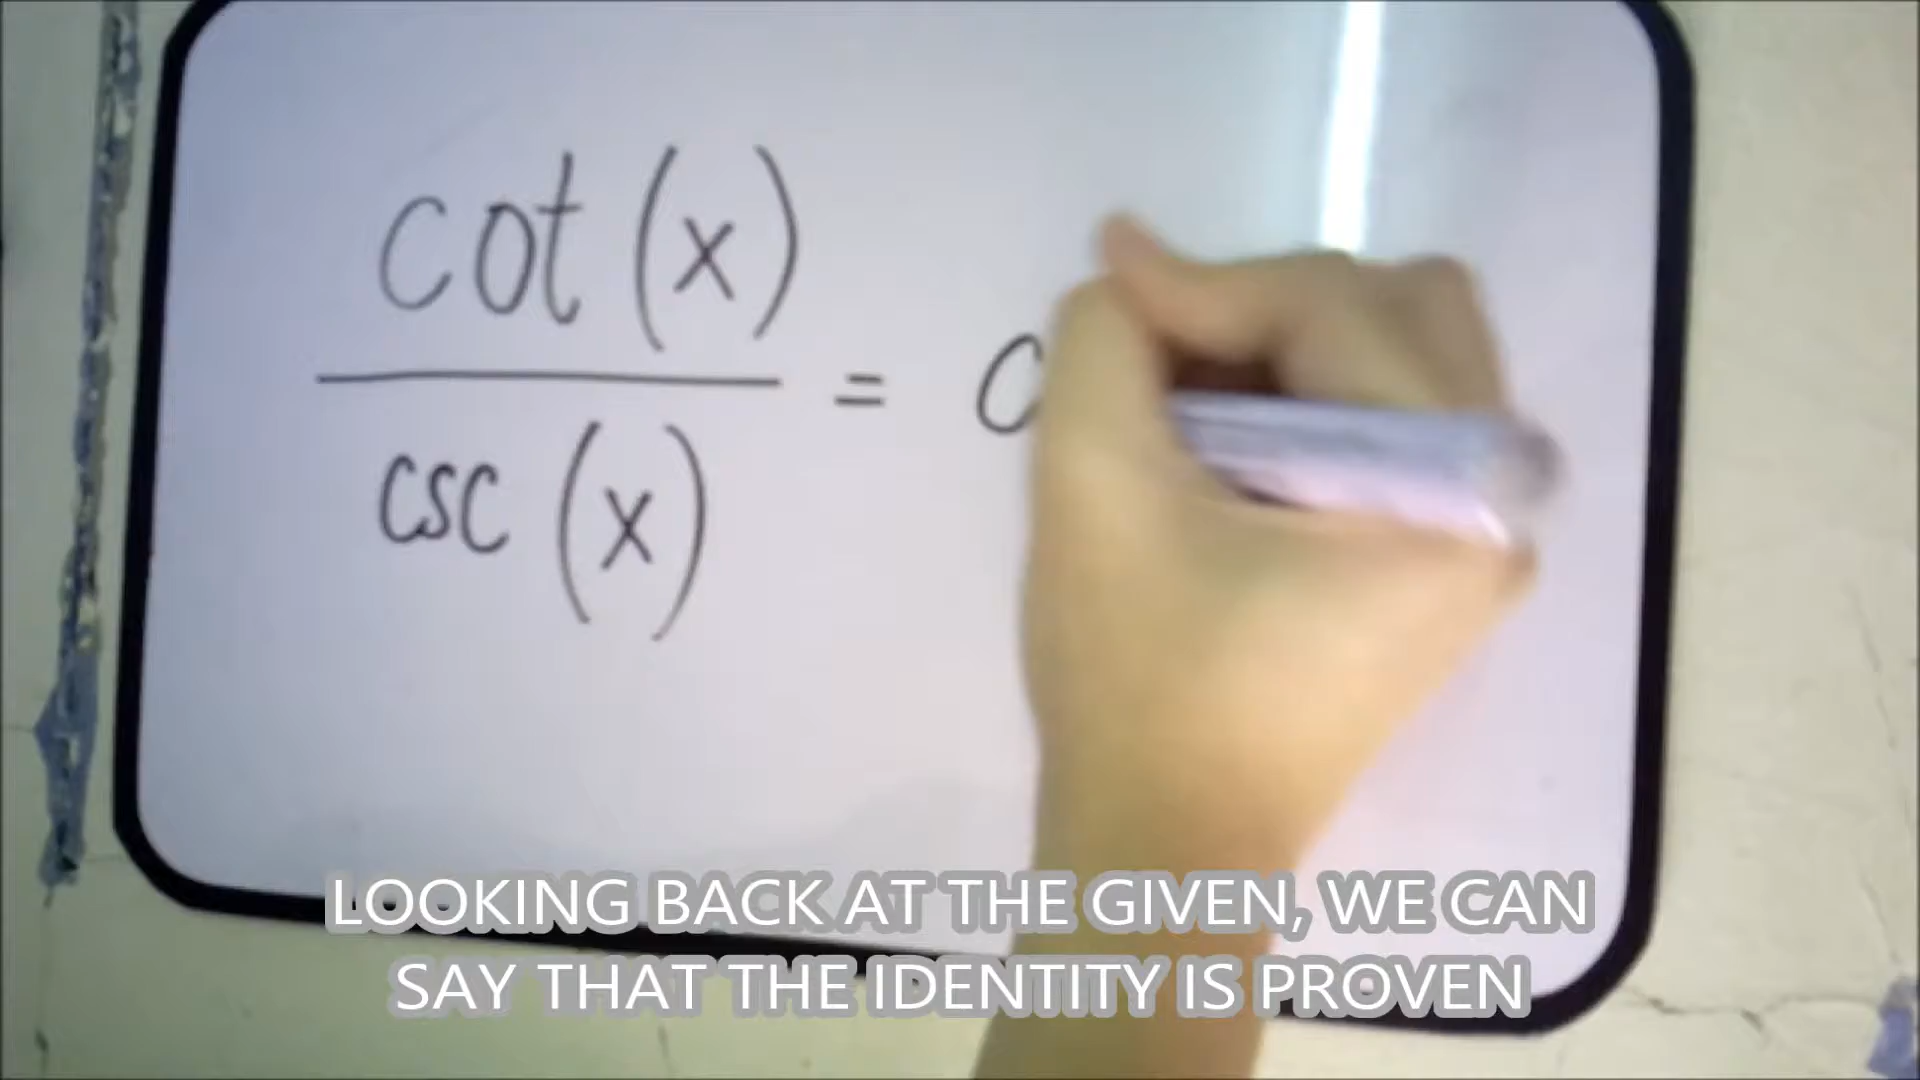 cot (x)
= c
csc (x)
LOOKING BACK AT THE GIVEN, WE CAN
SAY THAT THE IDENTITY IS PROVEN